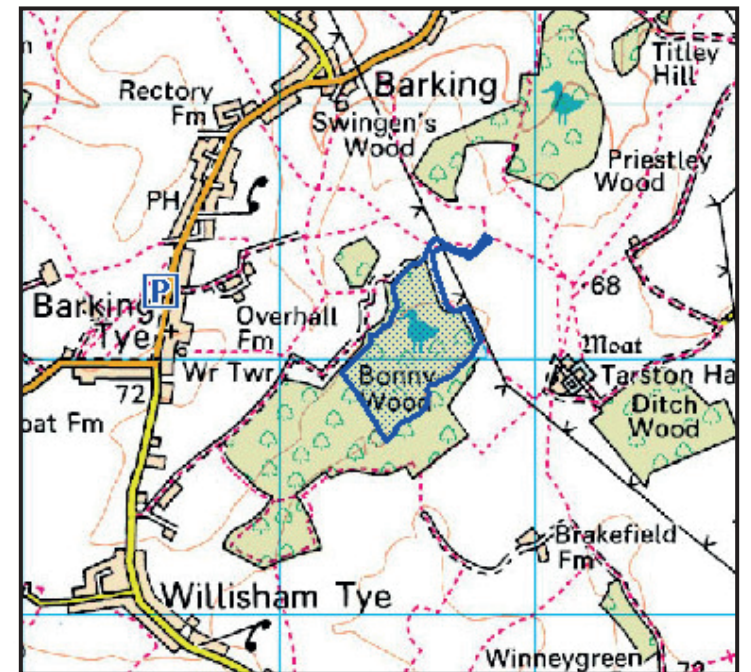 Titley
Hill
Barking
Rectory
Fm
Swingen's
Wood
Priestley
Wood
PH
P
68
Barking
Tye
Overhall
Fm
Moat
6
Wr Twr
Bonny
Wood
Tarston Ha
72
Ditch
Wood
oat Fm
Brakefield
Fm
Willisham Tye
Winneygreen